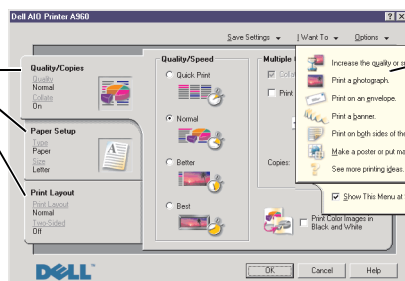 Dell AIO Printer A960
Save Settings
I Want To
Options
Quality/Copies
Quality
Normal
Collate
On
Paper Setup
Type
Paper
Size
Letter
Print Layout
Print Layout
Normal
Two-Sided
Off
Quality/Speed
Quick Print
Normal
Better
Best
Multiple
Print
Copies:
Print Color Images in
Black and White
Increase the quality or
Print a photograph.
Print on an envelope.
Print a banner.
Print on both sides of the
Make a poster or put
See more printing ideas.
Show This Menu at
DELL™
OK
Cancel
Help